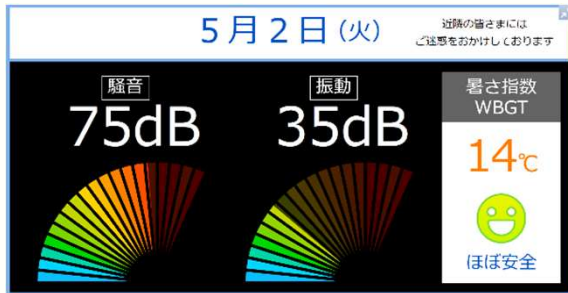 5月2日(火)
近隣の皆さまには
ご迷惑をおかけしております
騒音
75dB
振動
35dB
暑さ指数
WBGT
14℃
ほぼ安全